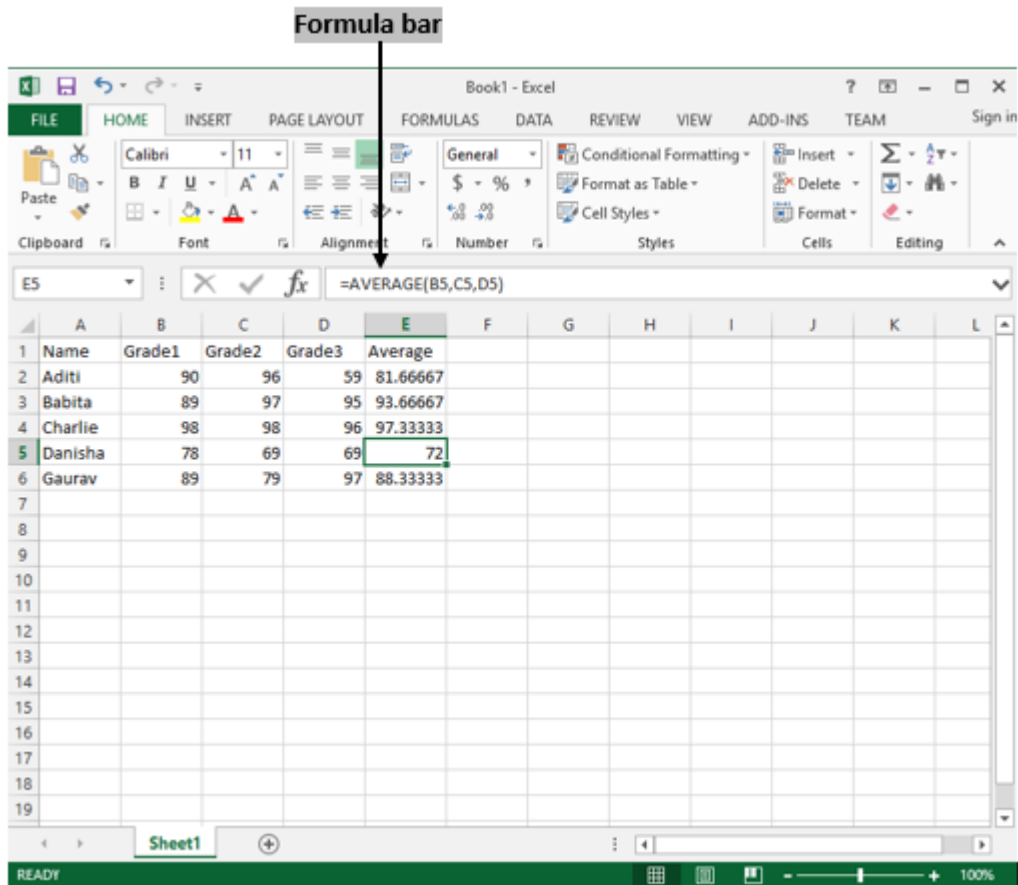 Formula bar
Book1 - Excel
FILE HOME INSERT PAGE LAYOUT FORMULAS DATA REVIEW VIEW ADD-INS TEAM Sign in
Calibri 11 General Conditional Formatting Insert
Paste B I U A A $ % , Format as Table Delete
A Cell Styles Format
Clipboard Font Alignment Number Styles Cells Editing
E5 fx =AVERAGE(B5,C5,D5)
A B C D E F G H I J K L
1 Name Grade1 Grade2 Grade3 Average
2 Aditi 90 96 59 81.66667
3 Babita 89 97 95 93.66667
4 Charlie 98 98 96 97.33333
5 Danisha 78 69 69 72
6 Gaurav 89 79 97 88.33333
7
8
9
10
11
12
13
14
15
16
17
18
19
Sheet1
READY 100%